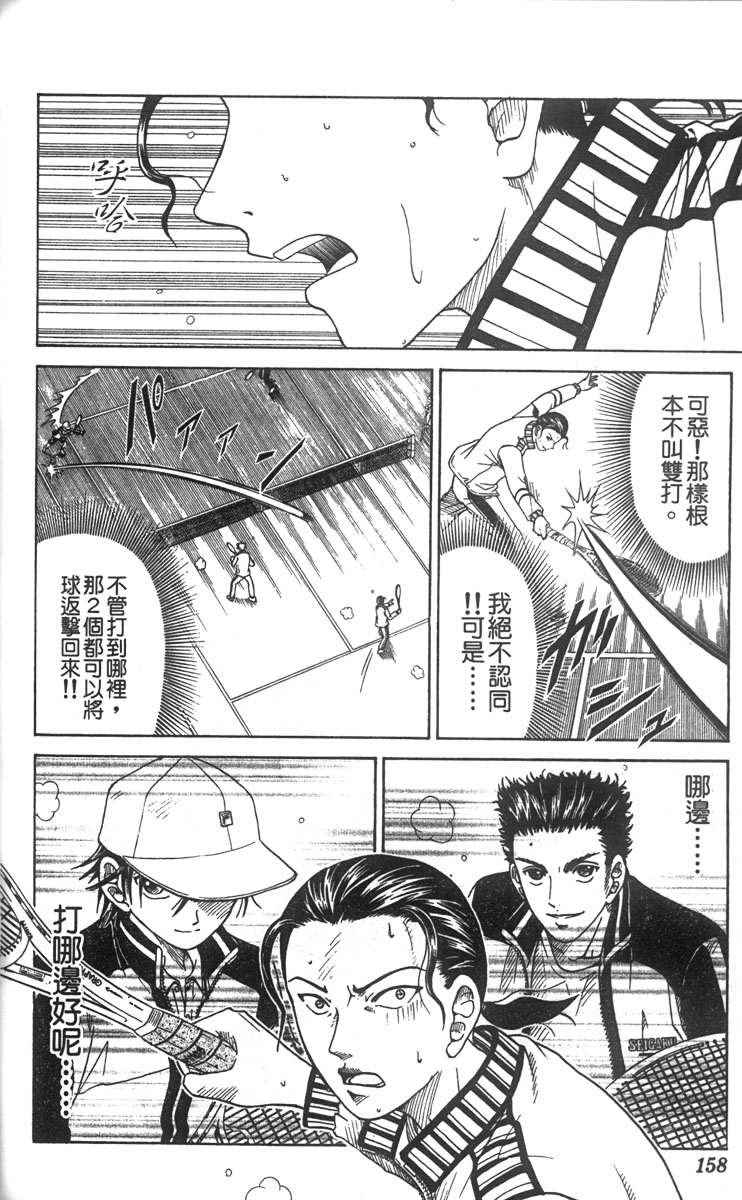 呼
哈
可惡！那樣根
本不叫雙打。
我絕不認同
!!可是……
ガッ
シュ
パァァン
不管打到哪裡，
那2個都可以將
球返擊回來!!
哪邊……
SEIGAKU
打哪邊好呢……
158